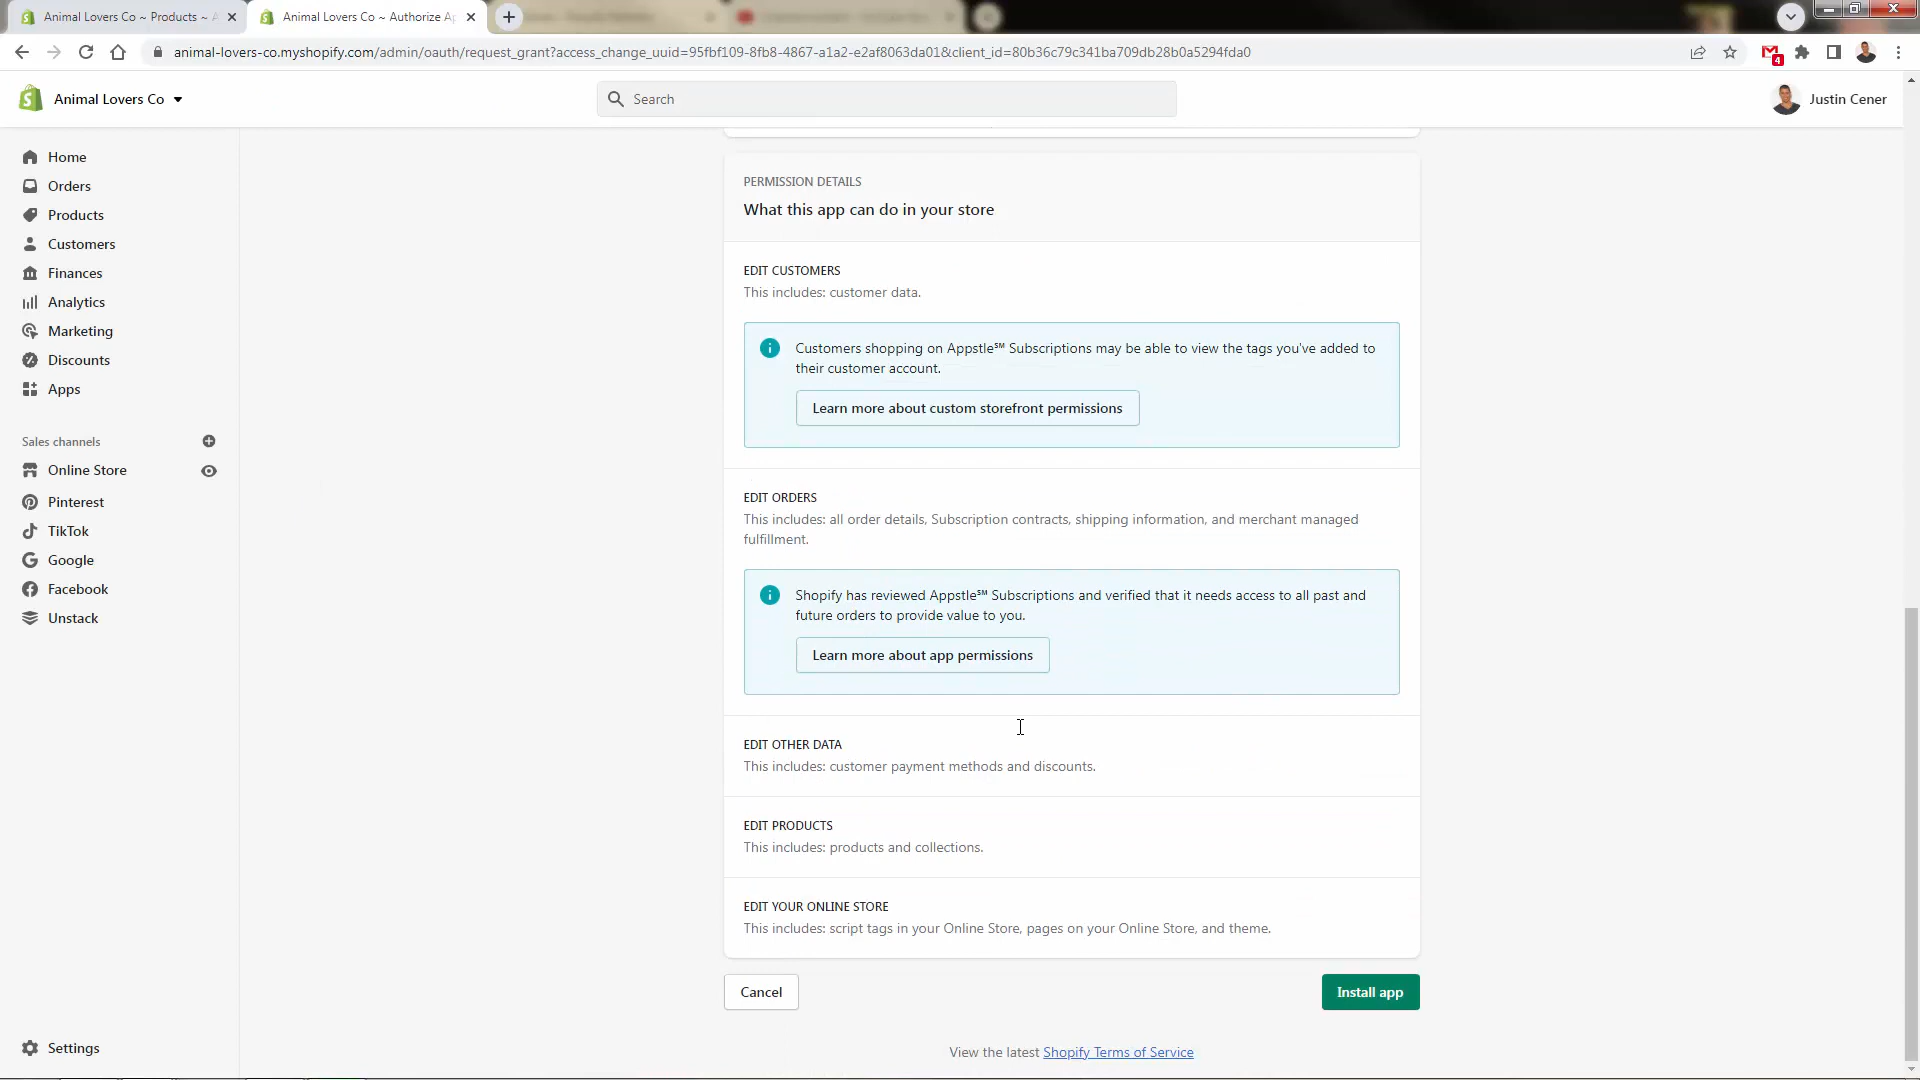 Animal Lovers Co ~ Products ~ A
Animal Lovers Co ~ Authorize Ap
animal-lovers-co.myshopify.com/admin/oauth/request_grant?access_change_uuid=95fbf109-8fb8-4867-a1a2-e2af8063da01&client_id=80b36c79c341ba709db28b0a5294fda0
4
Animal Lovers Co
Search
Justin Cener
Home
Orders
Products
Customers
Finances
Analytics
Marketing
Discounts
Apps
Sales channels
Online Store
Pinterest
TikTok
Google
Facebook
Unstack
Settings
PERMISSION DETAILS
What this app can do in your store
EDIT CUSTOMERS
This includes: customer data.
Customers shopping on Appstle℠ Subscriptions may be able to view the tags you've added to
their customer account.
Learn more about custom storefront permissions
EDIT ORDERS
This includes: all order details, Subscription contracts, shipping information, and merchant managed
fulfillment.
Shopify has reviewed Appstle℠ Subscriptions and verified that it needs access to all past and
future orders to provide value to you.
Learn more about app permissions
EDIT OTHER DATA
This includes: customer payment methods and discounts.
EDIT PRODUCTS
This includes: products and collections.
EDIT YOUR ONLINE STORE
This includes: script tags in your Online Store, pages on your Online Store, and theme.
Cancel
Install app
View the latest Shopify Terms of Service